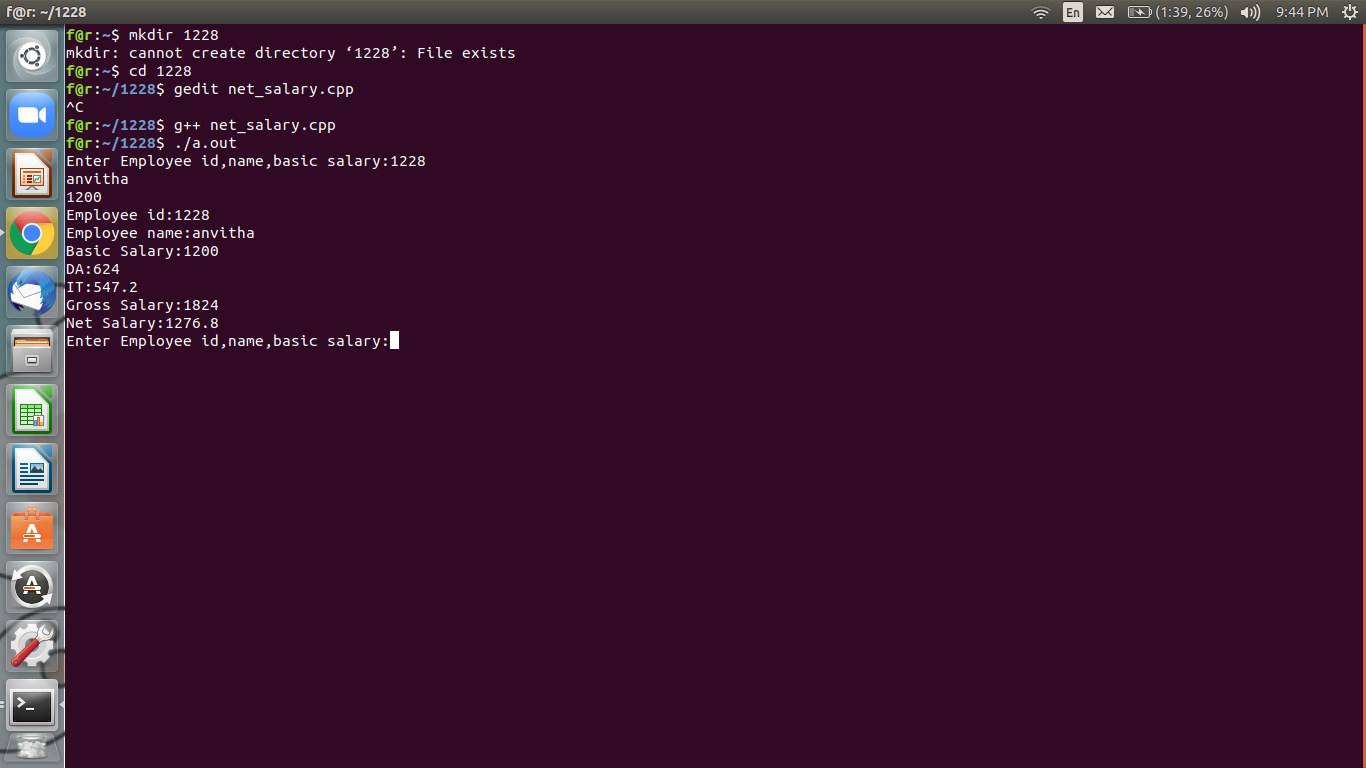 f@r: ~/1228
En
(1:39, 26%)
9:44 PM
f@r:~$ mkdir 1228
mkdir: cannot create directory ‘1228’: File exists
f@r:~$ cd 1228
f@r:~/1228$ gedit net_salary.cpp
^C
f@r:~/1228$ g++ net_salary.cpp
f@r:~/1228$ ./a.out
Enter Employee id,name,basic salary:1228
anvitha
1200
Employee id:1228
Employee name:anvitha
Basic Salary:1200
DA:624
IT:547.2
Gross Salary:1824
Net Salary:1276.8
Enter Employee id,name,basic salary: